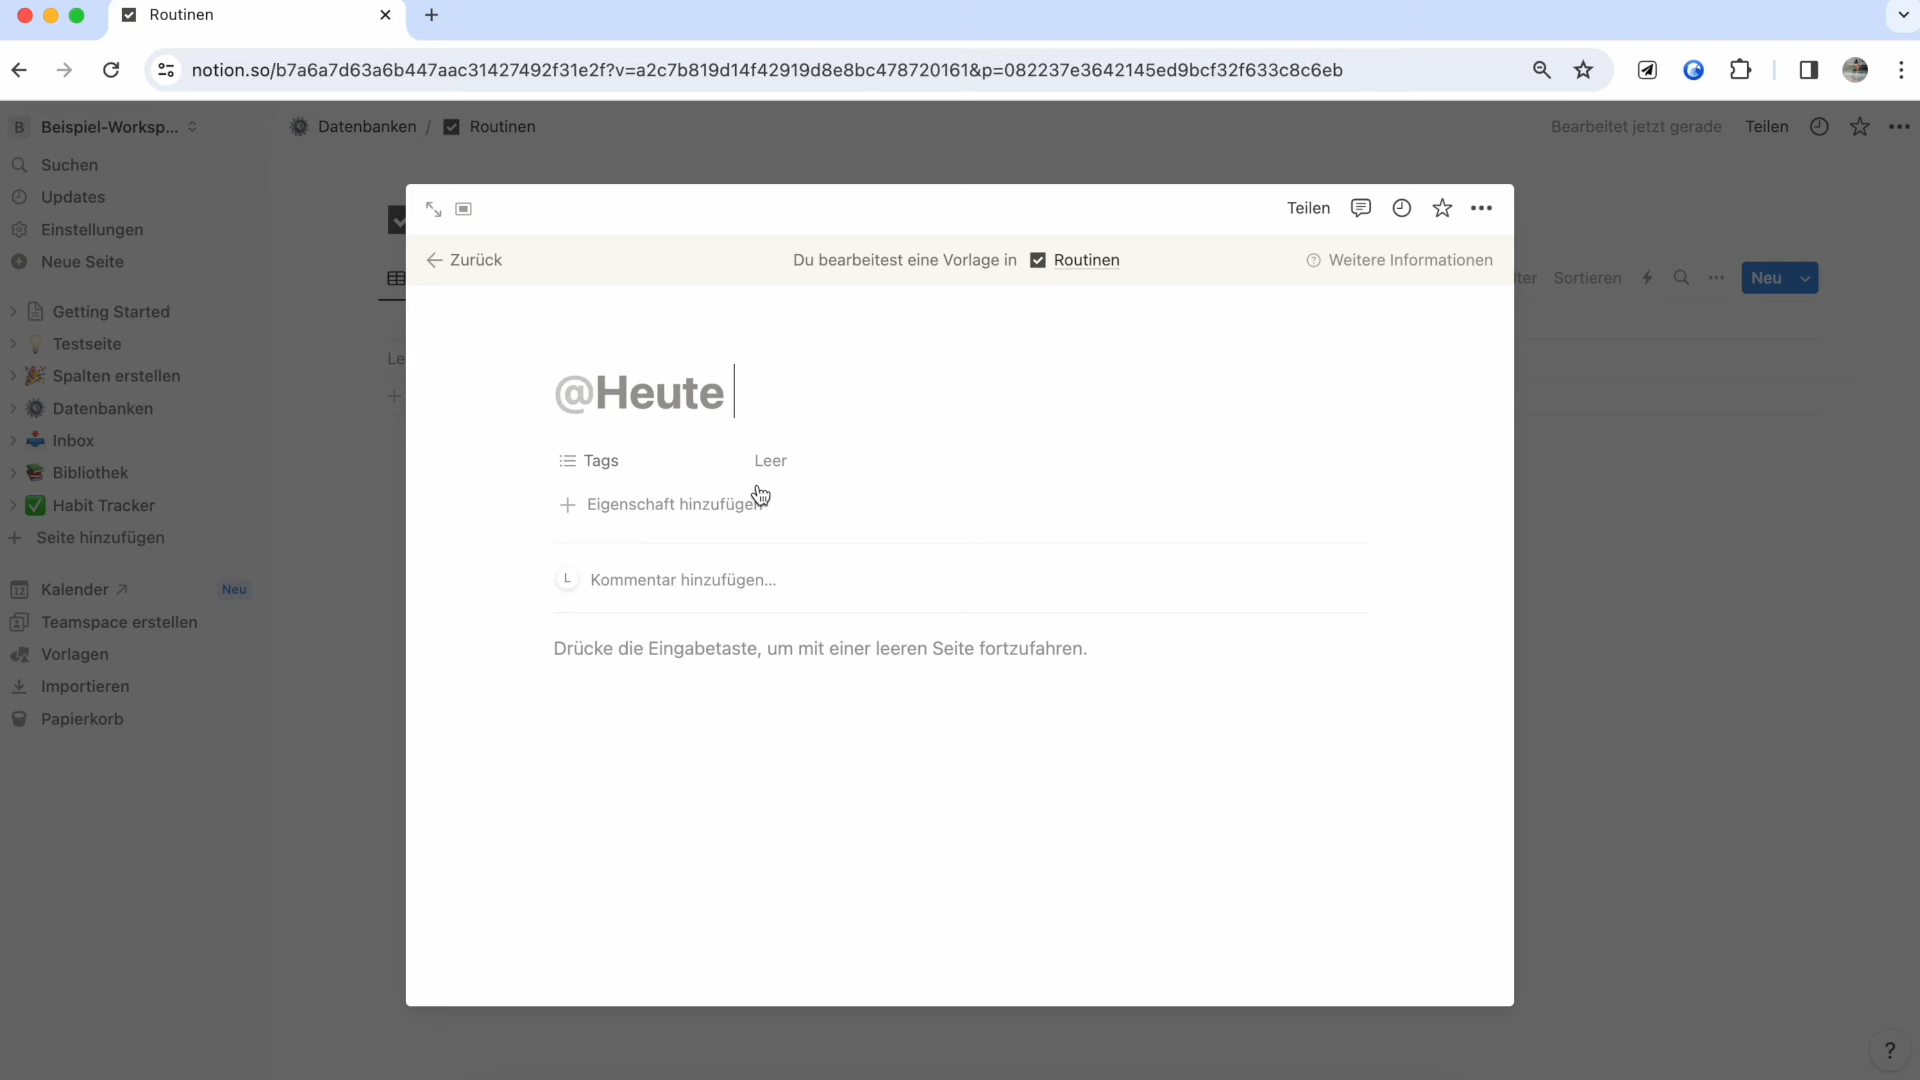 Routinen
notion.so/b7a6a7d63a6b447aac31427492f31e2f?v=a2c7b819d14f42919d8e8bc478720161&p=082237e3642145ed9bcf32f633c8c6eb
B Beispiel-Worksp...
Datenbanken / Routinen
Bearbeitet jetzt gerade Teilen
Suchen
Updates
Einstellungen
Neue Seite
Getting Started
Testseite
Spalten erstellen
Datenbanken
Inbox
Bibliothek
Habit Tracker
Seite hinzufügen
12 Kalender ↗ Neu
Teamspace erstellen
Vorlagen
Importieren
Papierkorb
Teilen
Zurück
Du bearbeitest eine Vorlage in Routinen
Weitere Informationen
lter Sortieren Neu
Le
@Heute
Tags Leer
Eigenschaft hinzufügen
L Kommentar hinzufügen...
Drücke die Eingabetaste, um mit einer leeren Seite fortzufahren.
?